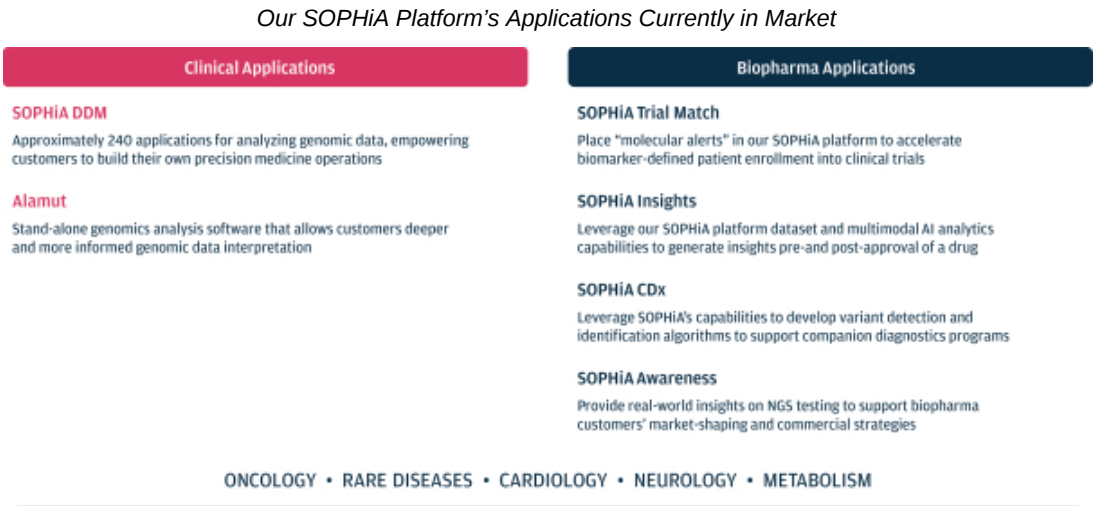 Our SOPHiA Platform's Applications Currently in Market
Clinical Applications
SOPHiA DDM
Approximately 240 applications for analyzing genomic data, empowering
customers to build their own precision medicine operations
Alamut
Stand-alone genomics analysis software that allows customers deeper
and more informed genomic data interpretation
Biopharma Applications
SOPHiA Trial Match
Place “molecular alerts” in our SOPHiA platform to accelerate
biomarker-defined patient enrollment into clinical trials
SOPHiA Insights
Leverage our SOPHiA platform dataset and multimodal AI analytics
capabilities to generate insights pre-and post-approval of a drug
SOPHiA CDx
Leverage SOPHiA's capabilities to develop variant detection and
identification algorithms to support companion diagnostics programs
SOPHiA Awareness
Provide real-world insights on NGS testing to support biopharma
customers' market-shaping and commercial strategies
ONCOLOGY • RARE DISEASES • CARDIOLOGY • NEUROLOGY • METABOLISM